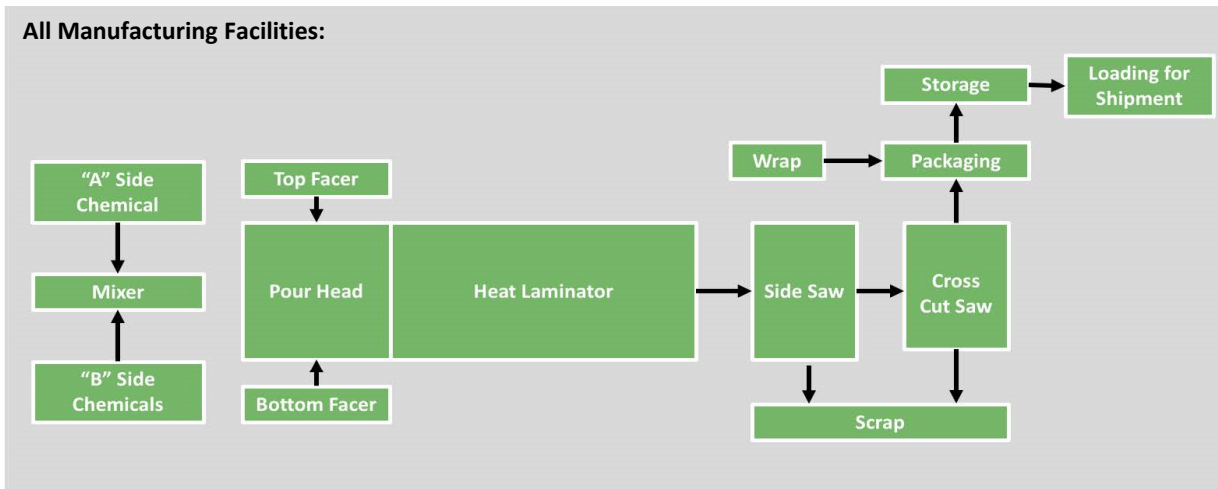 All Manufacturing Facilities:
"A" Side
Chemical
Mixer
"B" Side
Chemicals
Top Facer
Pour Head
Bottom Facer
Heat Laminator
Side Saw
Cross
Cut Saw
Scrap
Wrap
Packaging
Storage
Loading for
Shipment